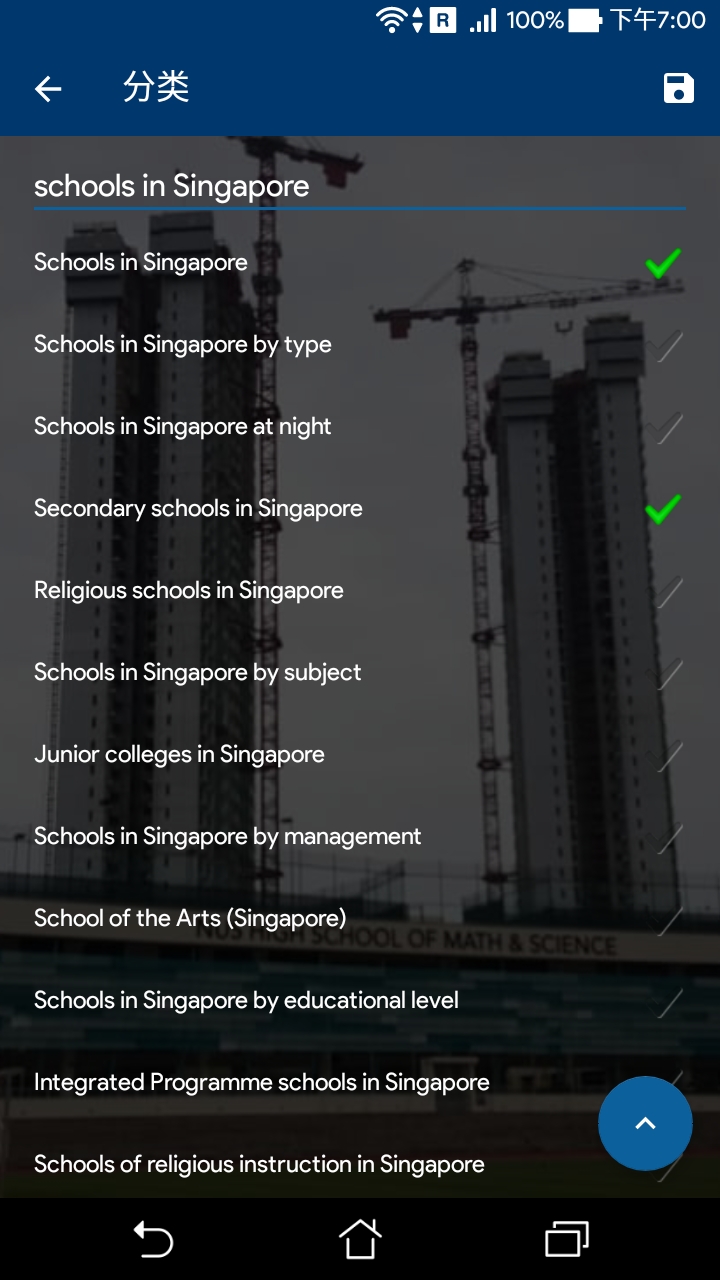 R 100% 下午7:00
分类
schools in Singapore
Schools in Singapore
Schools in Singapore by type
Schools in Singapore at night
Secondary schools in Singapore
Religious schools in Singapore
Schools in Singapore by subject
Junior colleges in Singapore
Schools in Singapore by management
School of the Arts (Singapore)
NUS HIGH SCHOOL OF MATH & SCIENCE
Schools in Singapore by educational level
Integrated Programme schools in Singapore
Schools of religious instruction in Singapore